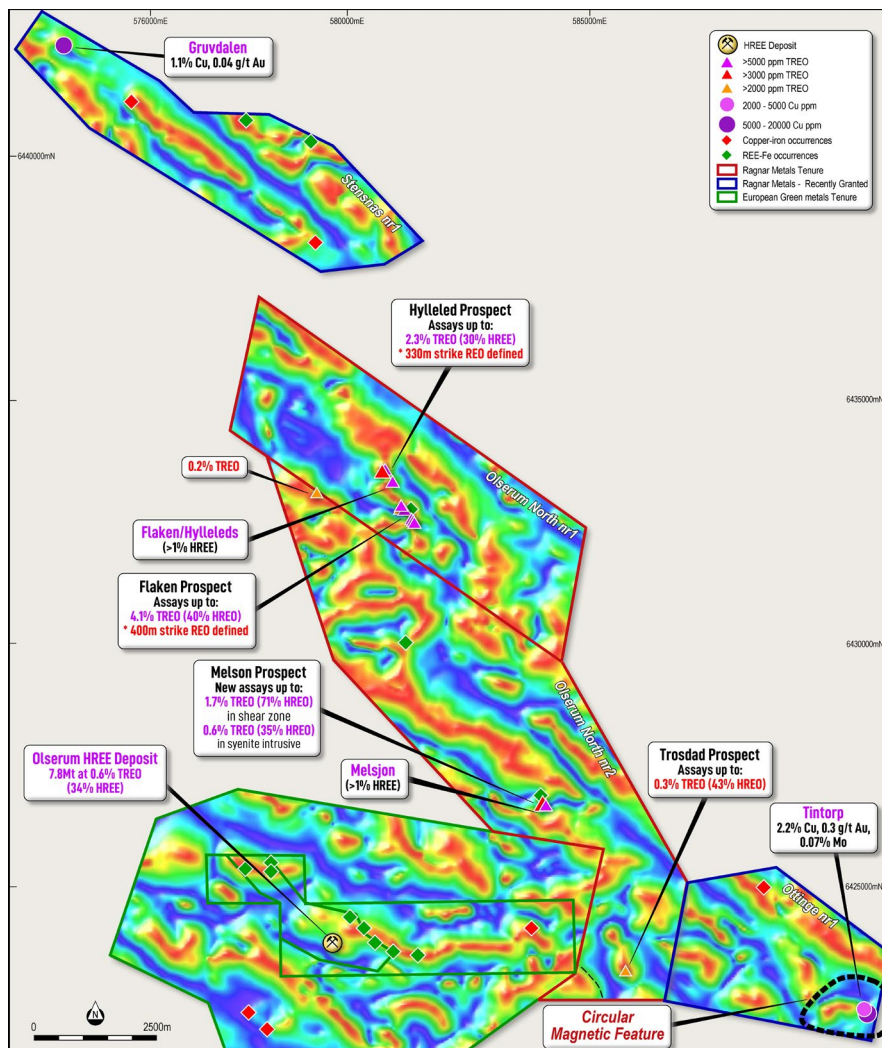 576000mE
580000mE
585000mE
Gruvdalen
1.1% Cu, 0.04 g/t Au
HREE Deposit
>5000 ppm TREO
>3000 ppm TREO
>2000 ppm TREO
2000 - 5000 Cu ppm
5000 - 20000 Cu ppm
Copper-iron occurrences
REE-Fe occurrences
Ragnar Metals Tenure
Ragnar Metals - Recently Granted
European Green metals Tenure
6440000mN
Stensnas nr1
Hylleled Prospect
Assays up to:
2.3% TREO (30% HREE)
* 330m strike REO defined
6435000mN
0.2% TREO
Olserum North nr1
Flaken/Hylleleds
(>1% HREE)
Flaken Prospect
Assays up to:
4.1% TREO (40% HREO)
* 400m strike REO defined
6430000mN
Melson Prospect
New assays up to:
1.7% TREO (71% HREO)
in shear zone
0.6% TREO (35% HREO)
in syenite intrusive
Olserum North nr2
Olserum HREE Deposit
7.8Mt at 0.6% TREO
(34% HREE)
Melsjon
(>1% HREE)
Trosdad Prospect
Assays up to:
0.3% TREO (43% HREO)
Tintorp
2.2% Cu, 0.3 g/t Au,
0.07% Mo
6425000mN
Ottinge nr1
Circular
Magnetic Feature
N
0
2500m